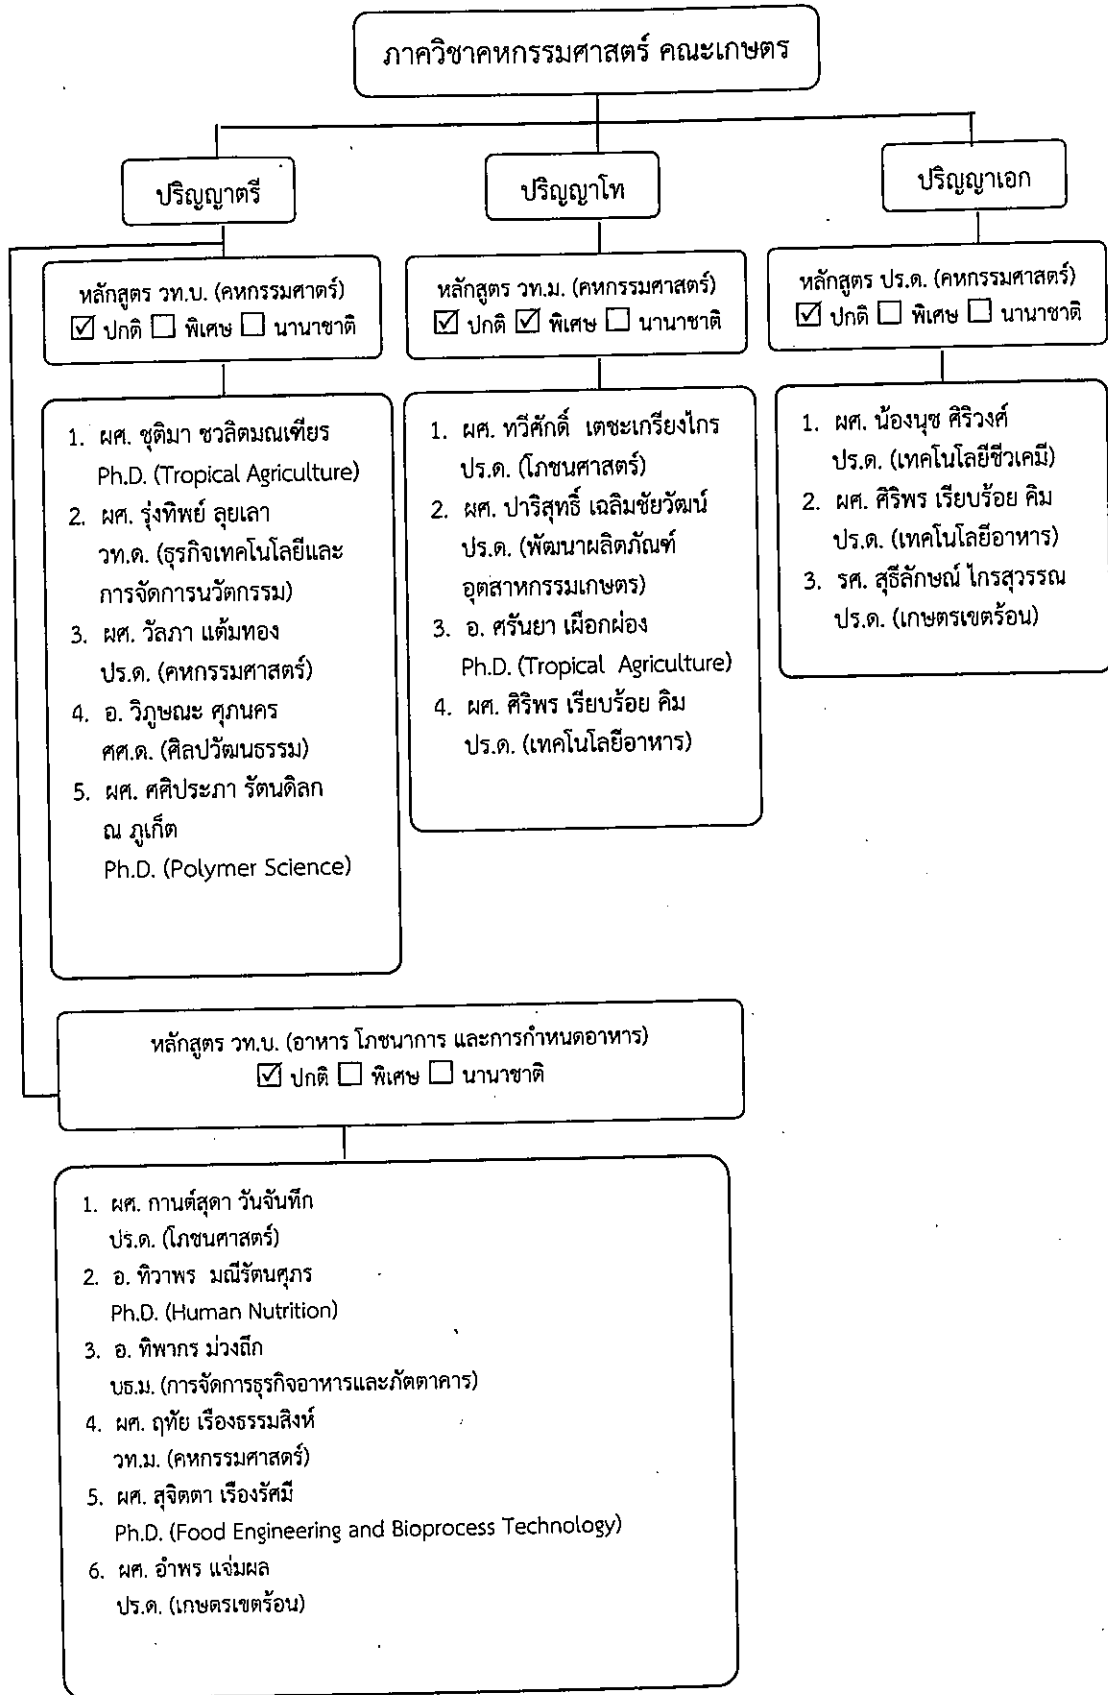 ภาควิชาคหกรรมศาสตร์ คณะเกษตร
ปริญญาตรี
ปริญญาโท
ปริญญาเอก
หลักสูตร วท.บ. (คหกรรมศาตร์)
☑ ปกติ ☐ พิเศษ ☐ นานาชาติ
หลักสูตร วท.ม. (คหกรรมศาสตร์)
☑ ปกติ ☑ พิเศษ ☐ นานาชาติ
หลักสูตร ปร.ด. (คหกรรมศาสตร์)
☑ ปกติ ☐ พิเศษ ☐ นานาชาติ
1. ผศ. ชุติมา ชวลิตมณเฑียร
Ph.D. (Tropical Agriculture)
2. ผศ. รุ่งทิพย์ ลุยเลา
วท.ด. (ธุรกิจเทคโนโลยีและ
การจัดการนวัตกรรม)
3. ผศ. วัลภา แต้มทอง
ปร.ด. (คหกรรมศาสตร์)
4. อ. วิภูษณะ ศุภนคร
ศศ.ด. (ศิลปวัฒนธรรม)
5. ผศ. ศศิประภา รัตนดิลก
ณ ภูเก็ต
Ph.D. (Polymer Science)
1. ผศ. ทวีศักดิ์ เตชะเกรียงไกร
ปร.ด. (โภชนศาสตร์)
2. ผศ. ปาริสุทธิ์ เฉลิมชัยวัฒน์
ปร.ด. (พัฒนาผลิตภัณฑ์
อุตสาหกรรมเกษตร)
3. อ. ศรันยา เผือกผ่อง
Ph.D. (Tropical Agriculture)
4. ผศ. ศิริพร เรียบร้อย คิม
ปร.ด. (เทคโนโลยีอาหาร)
1. ผศ. น้องนุช ศิริวงศ์
ปร.ด. (เทคโนโลยีชีวเคมี)
2. ผศ. ศิริพร เรียบร้อย คิม
ปร.ด. (เทคโนโลยีอาหาร)
3. รศ. สุธีลักษณ์ ไกรสุวรรณ
ปร.ด. (เกษตรเขตร้อน)
หลักสูตร วท.บ. (อาหาร โภชนาการ และการกำหนดอาหาร)
☑ ปกติ ☐ พิเศษ ☐ นานาชาติ
1. ผศ. กานต์สุดา วันจันทึก
ปร.ด. (โภชนศาสตร์)
2. อ. ทิวาพร มณีรัตนศุภร
Ph.D. (Human Nutrition)
3. อ. ทิพากร ม่วงถึก
บธ.ม. (การจัดการธุรกิจอาหารและภัตตาคาร)
4. ผศ. ฤทัย เรืองธรรมสิงห์
วท.ม. (คหกรรมศาสตร์)
5. ผศ. สุจิตตา เรืองรัศมี
Ph.D. (Food Engineering and Bioprocess Technology)
6. ผศ. อำพร แจ่มผล
ปร.ด. (เกษตรเขตร้อน)